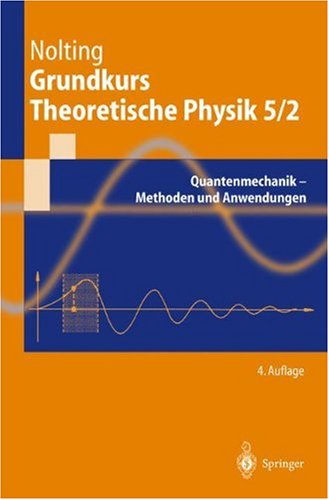 Nolting
Grundkurs
Theoretische Physik 5/2
Quantenmechanik –
Methoden und Anwendungen
4. Auflage
Springer